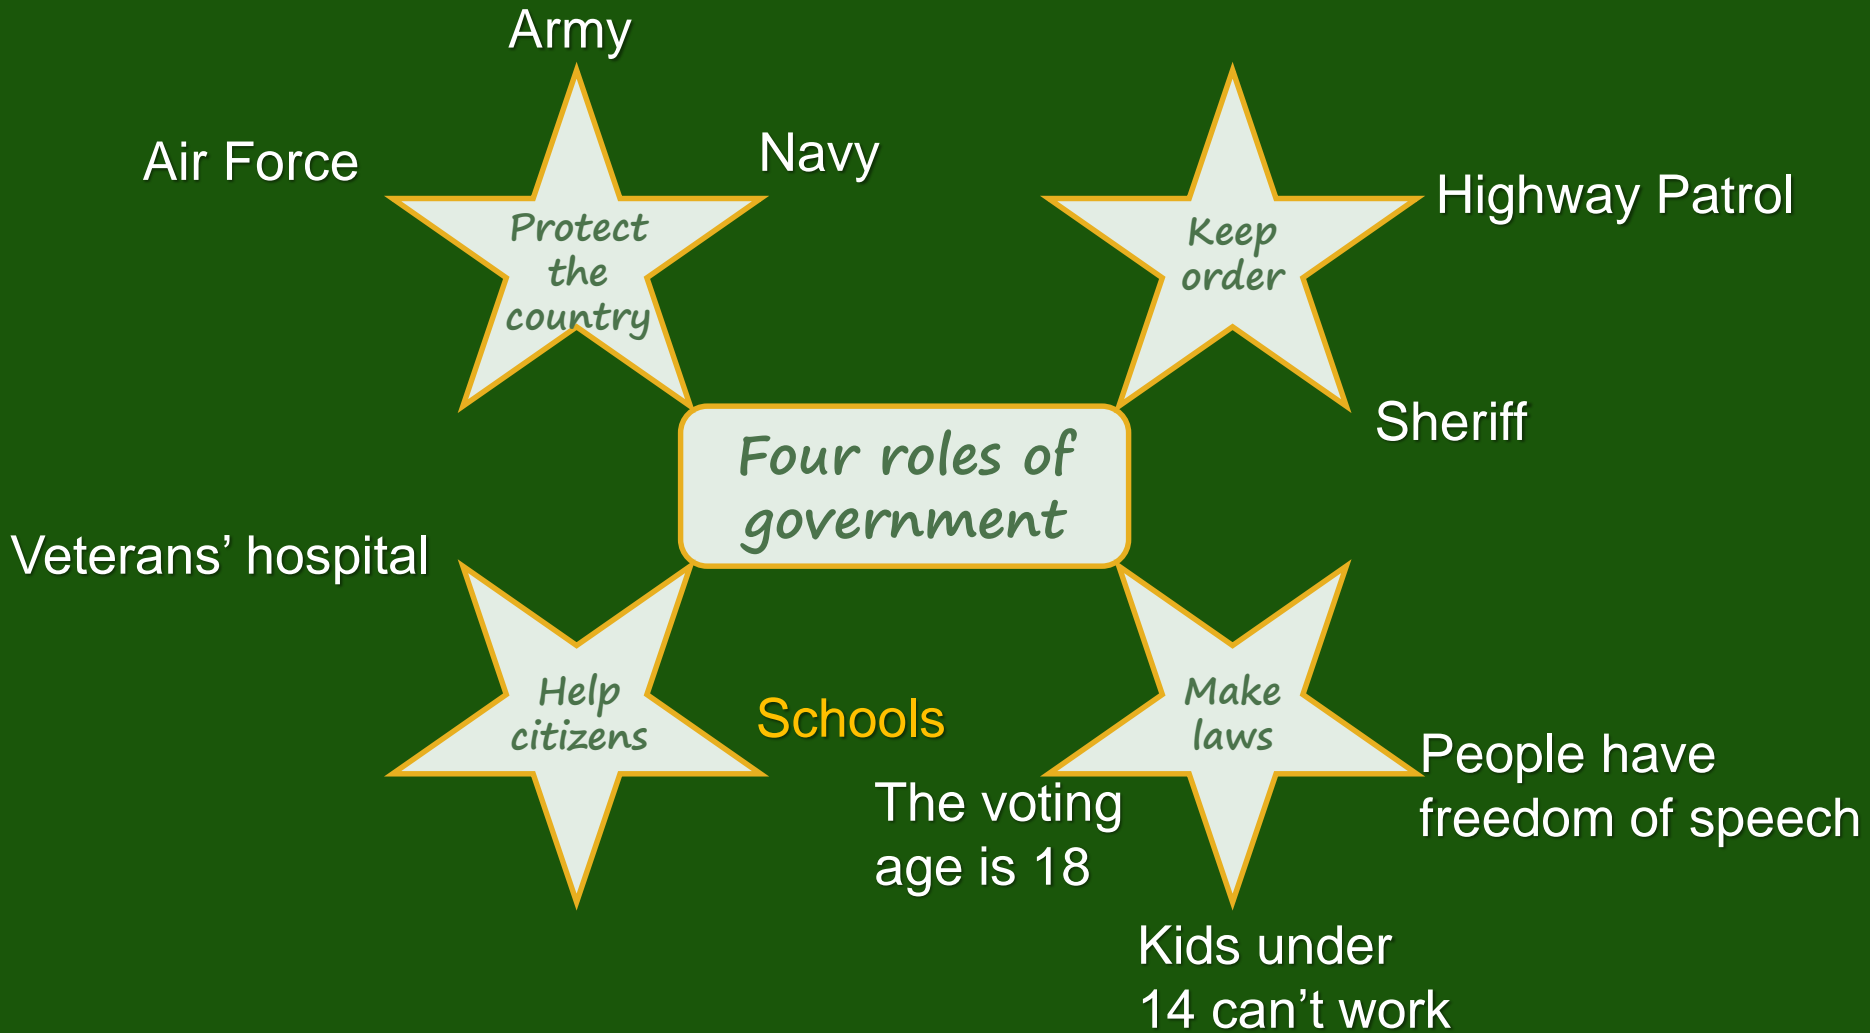 Army
Air Force
Navy
Protect
the
country
Keep
order
Highway Patrol
Sheriff
Four roles of
government
Veterans’ hospital
Help
citizens
Schools
Make
laws
The voting
age is 18
People have
freedom of speech
Kids under
14 can’t work